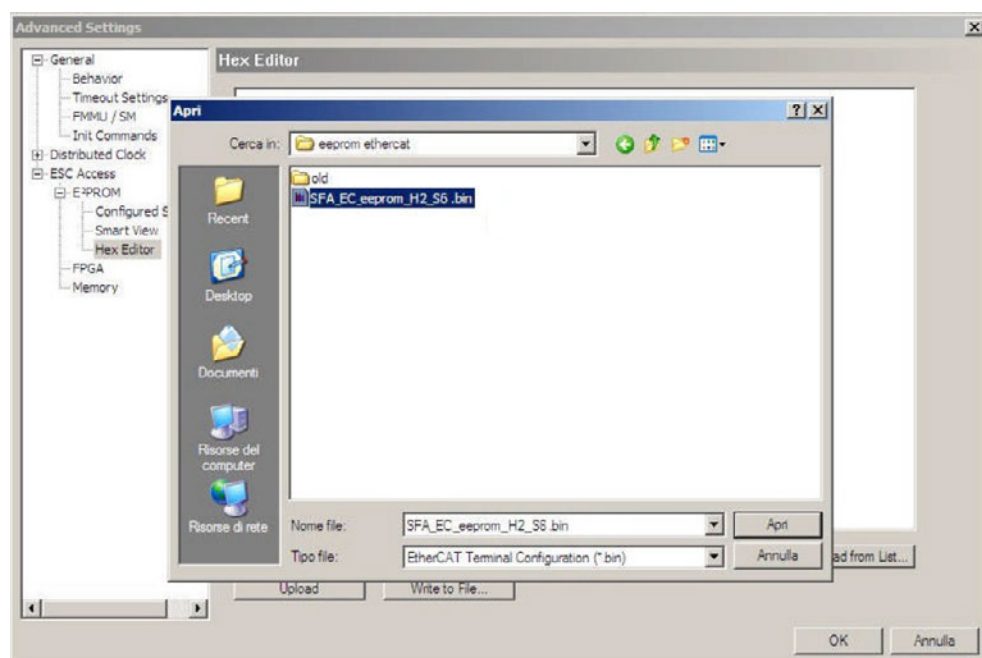 Advanced Settings
General
Behavior
Timeout Settings
FMMU / SM
Init Commands
Distributed Clock
ESC Access
E²PROM
Configured S
Smart View
Hex Editor
FPGA
Memory
Hex Editor
Apri
Cerca in:
eeprom ethercat
old
SFA_EC_eeprom_H2_S6 .bin
Recent
Desktop
Documenti
Risorse del
computer
Risorse di rete
Nome file:
SFA_EC_eeprom_H2_S6 .bin
Apri
Tipo file:
EtherCAT Terminal Configuration (*.bin)
Annulla
ad from List...
Upload
Write to File...
OK
Annulla